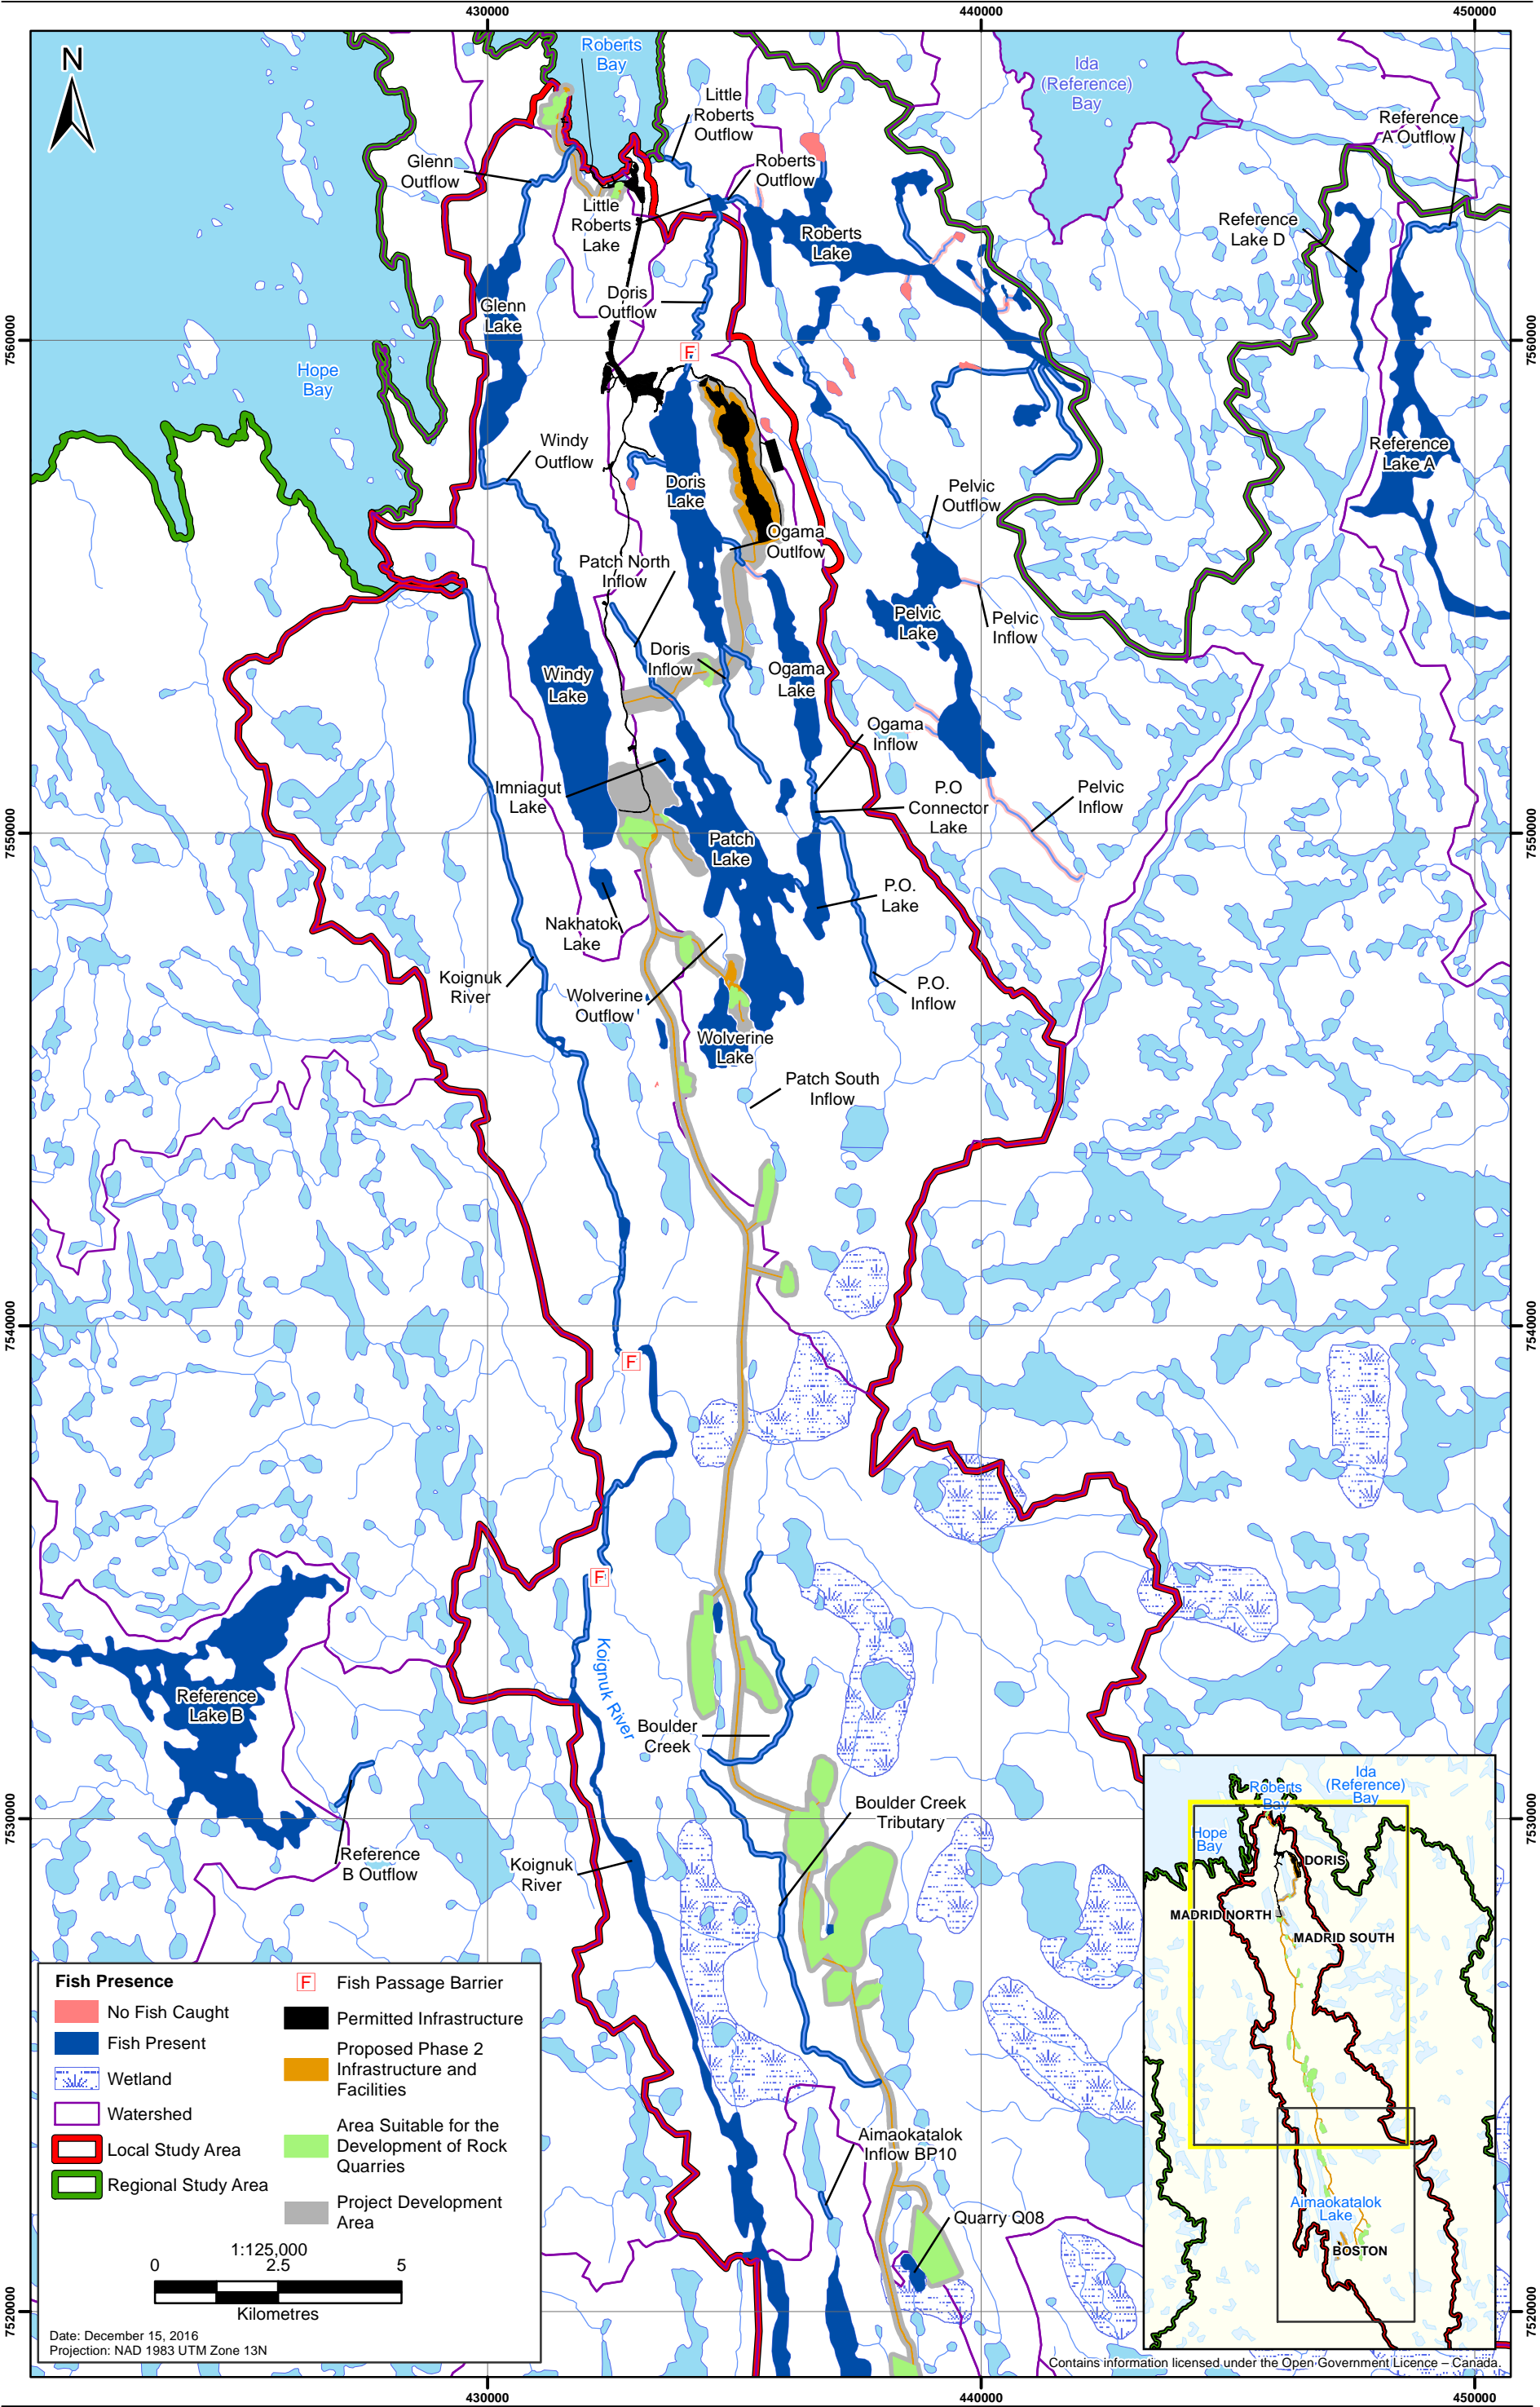 430000
440000
450000
N
Roberts
Bay
Ida
(Reference)
Bay
Little
Roberts
Outflow
Reference
A Outflow
Glenn
Outflow
Roberts
Outflow
Little
Roberts
Lake
Roberts
Lake
Reference
Lake D
Doris
Outflow
Glenn
Lake
F
7560000
7560000
Hope
Bay
Windy
Outflow
Doris
Lake
Reference
Lake A
Pelvic
Outflow
Ogama
Outlfow
Patch North
Inflow
Pelvic
Lake
Pelvic
Inflow
Doris
Inflow
Windy
Lake
Ogama
Lake
Ogama
Inflow
Imniagut
Lake
P.O
Connector
Lake
Pelvic
Inflow
7550000
7550000
Patch
Lake
P.O.
Lake
Nakhatok
Lake
Koignuk
River
Wolverine
Outflow
P.O.
Inflow
Wolverine
Lake
Patch South
Inflow
7540000
7540000
F
F
Koignuk River
Reference
Lake B
Boulder
Creek
Boulder Creek
Tributary
7530000
7530000
Reference
B Outflow
Koignuk
River
Aimaokatalok
Inflow BP10
Quarry Q08
7520000
7520000
Fish Presence
No Fish Caught
Fish Present
Wetland
Watershed
Local Study Area
Regional Study Area
F
Fish Passage Barrier
Permitted Infrastructure
Proposed Phase 2
Infrastructure and
Facilities
Area Suitable for the
Development of Rock
Quarries
Project Development
Area
1:125,000
0 2.5 5
Kilometres
Date: December 15, 2016
Projection: NAD 1983 UTM Zone 13N
Roberts
Bay
Ida
(Reference)
Bay
Hope
Bay
DORIS
MADRID NORTH
MADRID SOUTH
Aimaokatalok
Lake
BOSTON
Contains information licensed under the Open Government Licence – Canada.
430000
440000
450000